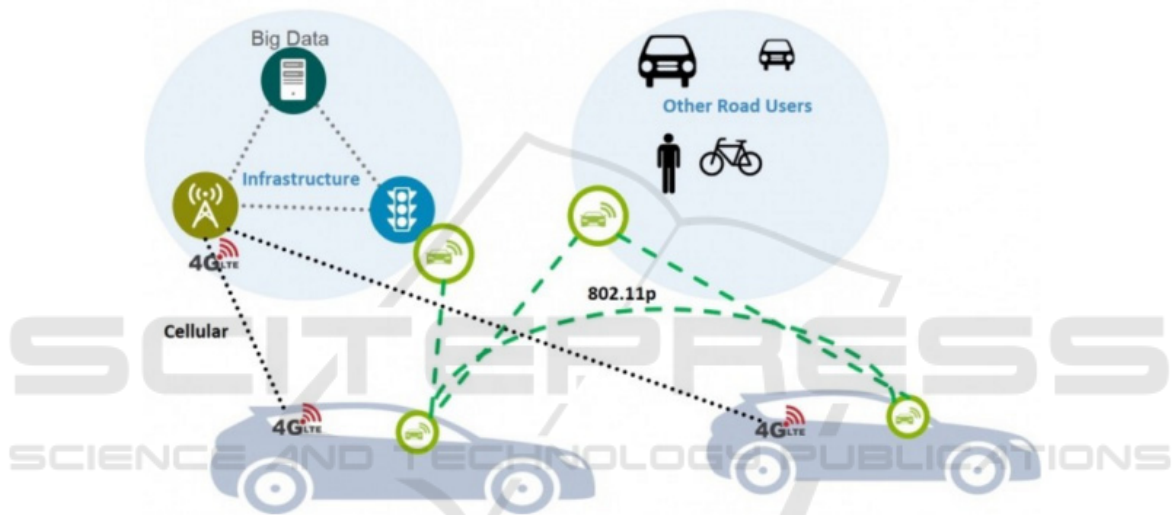 Big Data
Other Road Users
Infrastructure
4G LTE
802.11p
Cellular
4G LTE
4G LTE
SCITEPRESS
SCIENCE AND TECHNOLOGY PUBLICATIONS